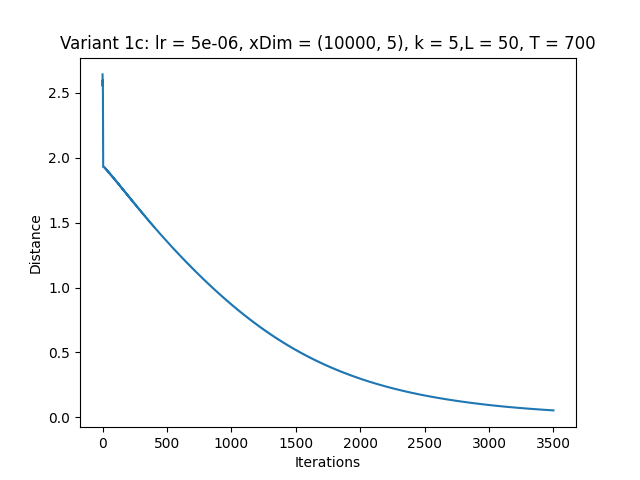 Variant 1c: lr = 5e-06, xDim = (10000, 5), k = 5,L = 50, T = 700
2.5
2.0
1.5
1.0
0.5
0.0
Distance
0 500 1000 1500 2000 2500 3000 3500
Iterations